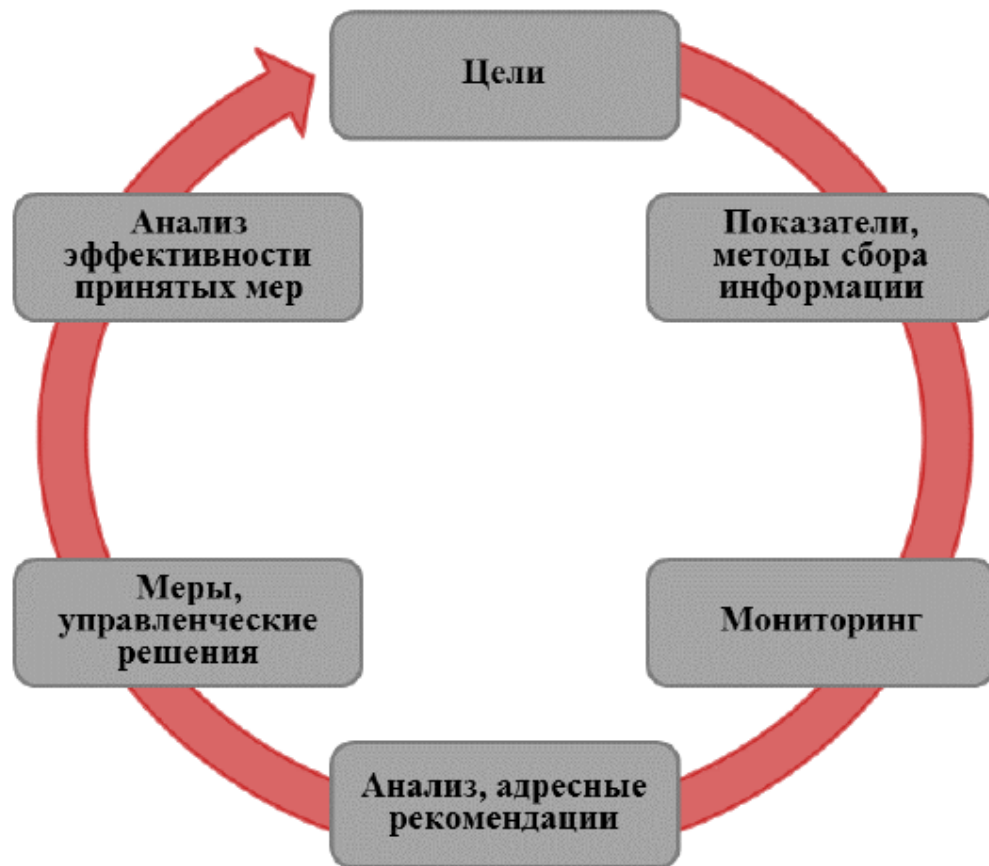 Цели
Показатели,
методы сбора
информации
Мониторинг
Анализ, адресные
рекомендации
Меры,
управленческие
решения
Анализ
эффективности
принятых мер